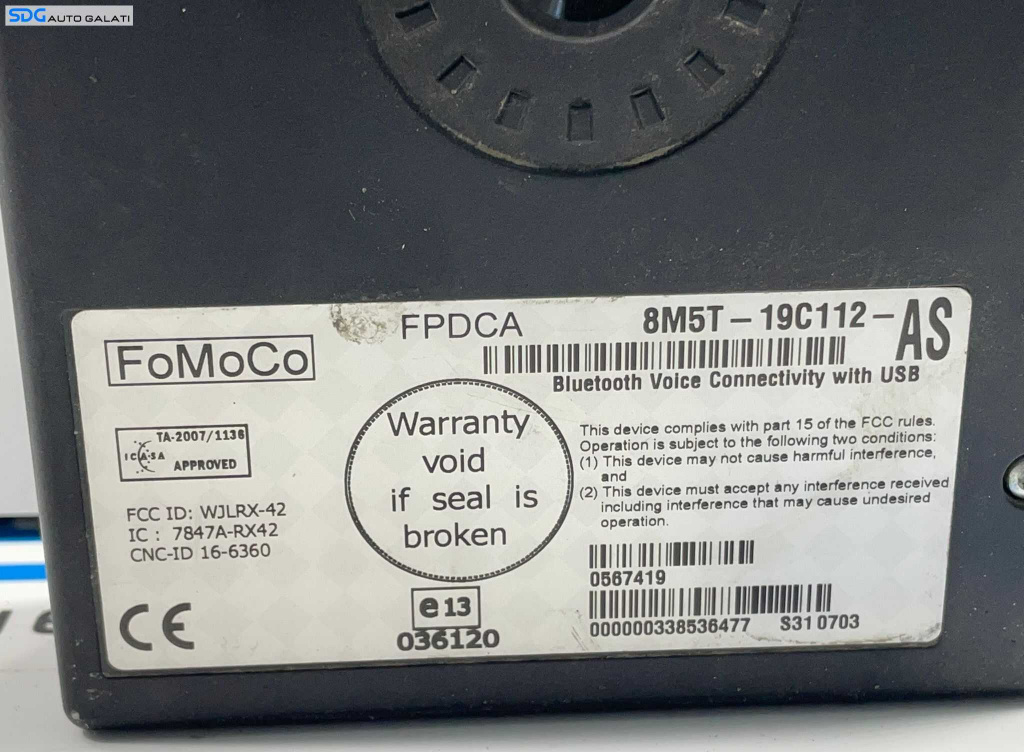 SDG AUTO GALATI
FoMoCo
FPDCA
8M5T-19C112-AS
Bluetooth Voice Connectivity with USB
TA-2007/1136
ICASA
APPROVED
FCC ID: WJLRX-42
IC : 7847A-RX42
CNC-ID 16-6360
Warranty
void
if seal is
broken
This device complies with part 15 of the FCC rules.
Operation is subject to the following two conditions:
(1) This device may not cause harmful interference,
and
(2) This device must accept any interference received
including interference that may cause undesired
operation.
0567419
000000338536477 S310703
CE
e13
036120